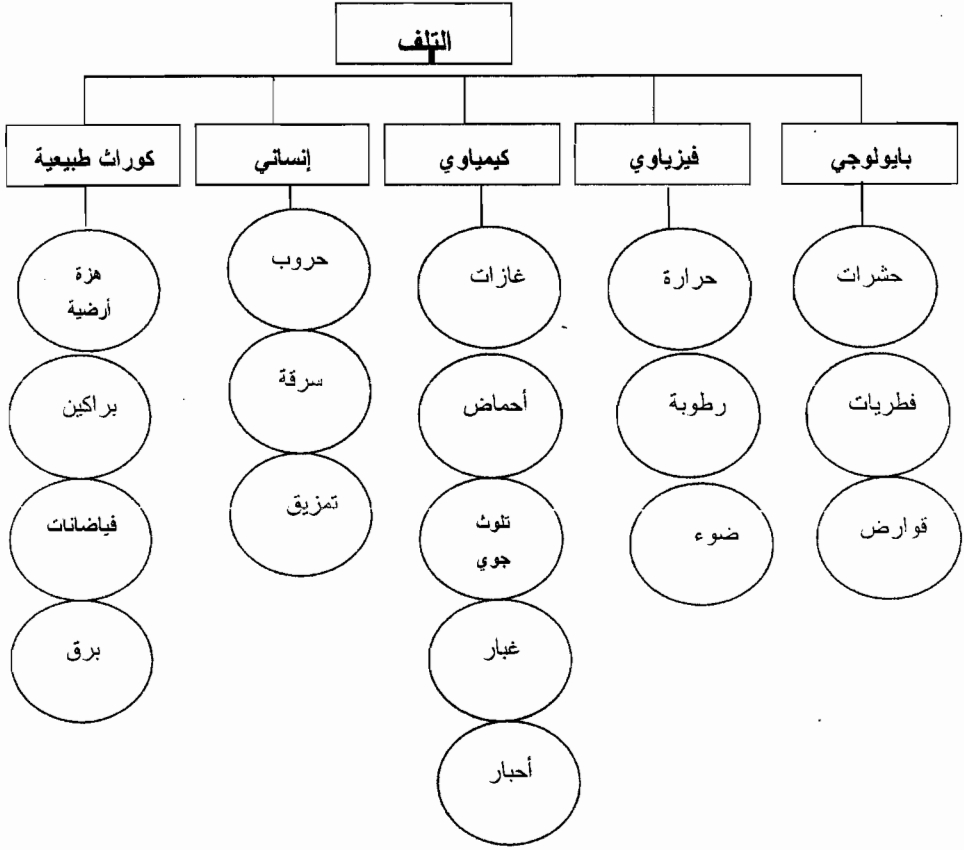 التلف
بايولوجي
حشرات
فطريات
قوارض
فيزياوي
حرارة
رطوبة
ضوء
كيمياوي
غازات
أحماض
تلوث
جوي
غبار
أحبار
إنساني
حروب
سرقة
تمزيق
كوراث طبيعية
هزة
أرضية
براكين
فياضانات
برق